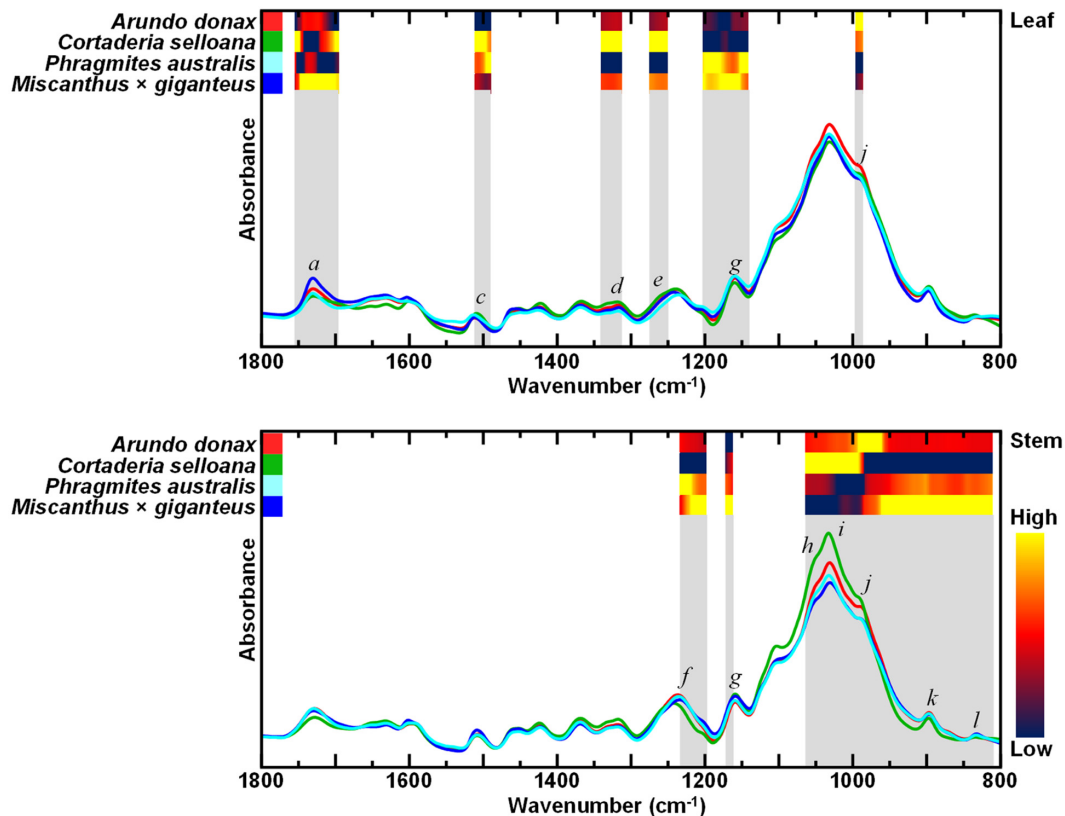 Arundo donax
Cortaderia selloana
Phragmites australis
Miscanthus × giganteus
Leaf
Absorbance
a
c
d
e
g
j
1800 1600 1400 1200 1000 800
Wavenumber (cm-1)
Arundo donax
Cortaderia selloana
Phragmites australis
Miscanthus × giganteus
Stem
High
Low
Absorbance
f
g
h
i
j
k
l
1800 1600 1400 1200 1000 800
Wavenumber (cm-1)